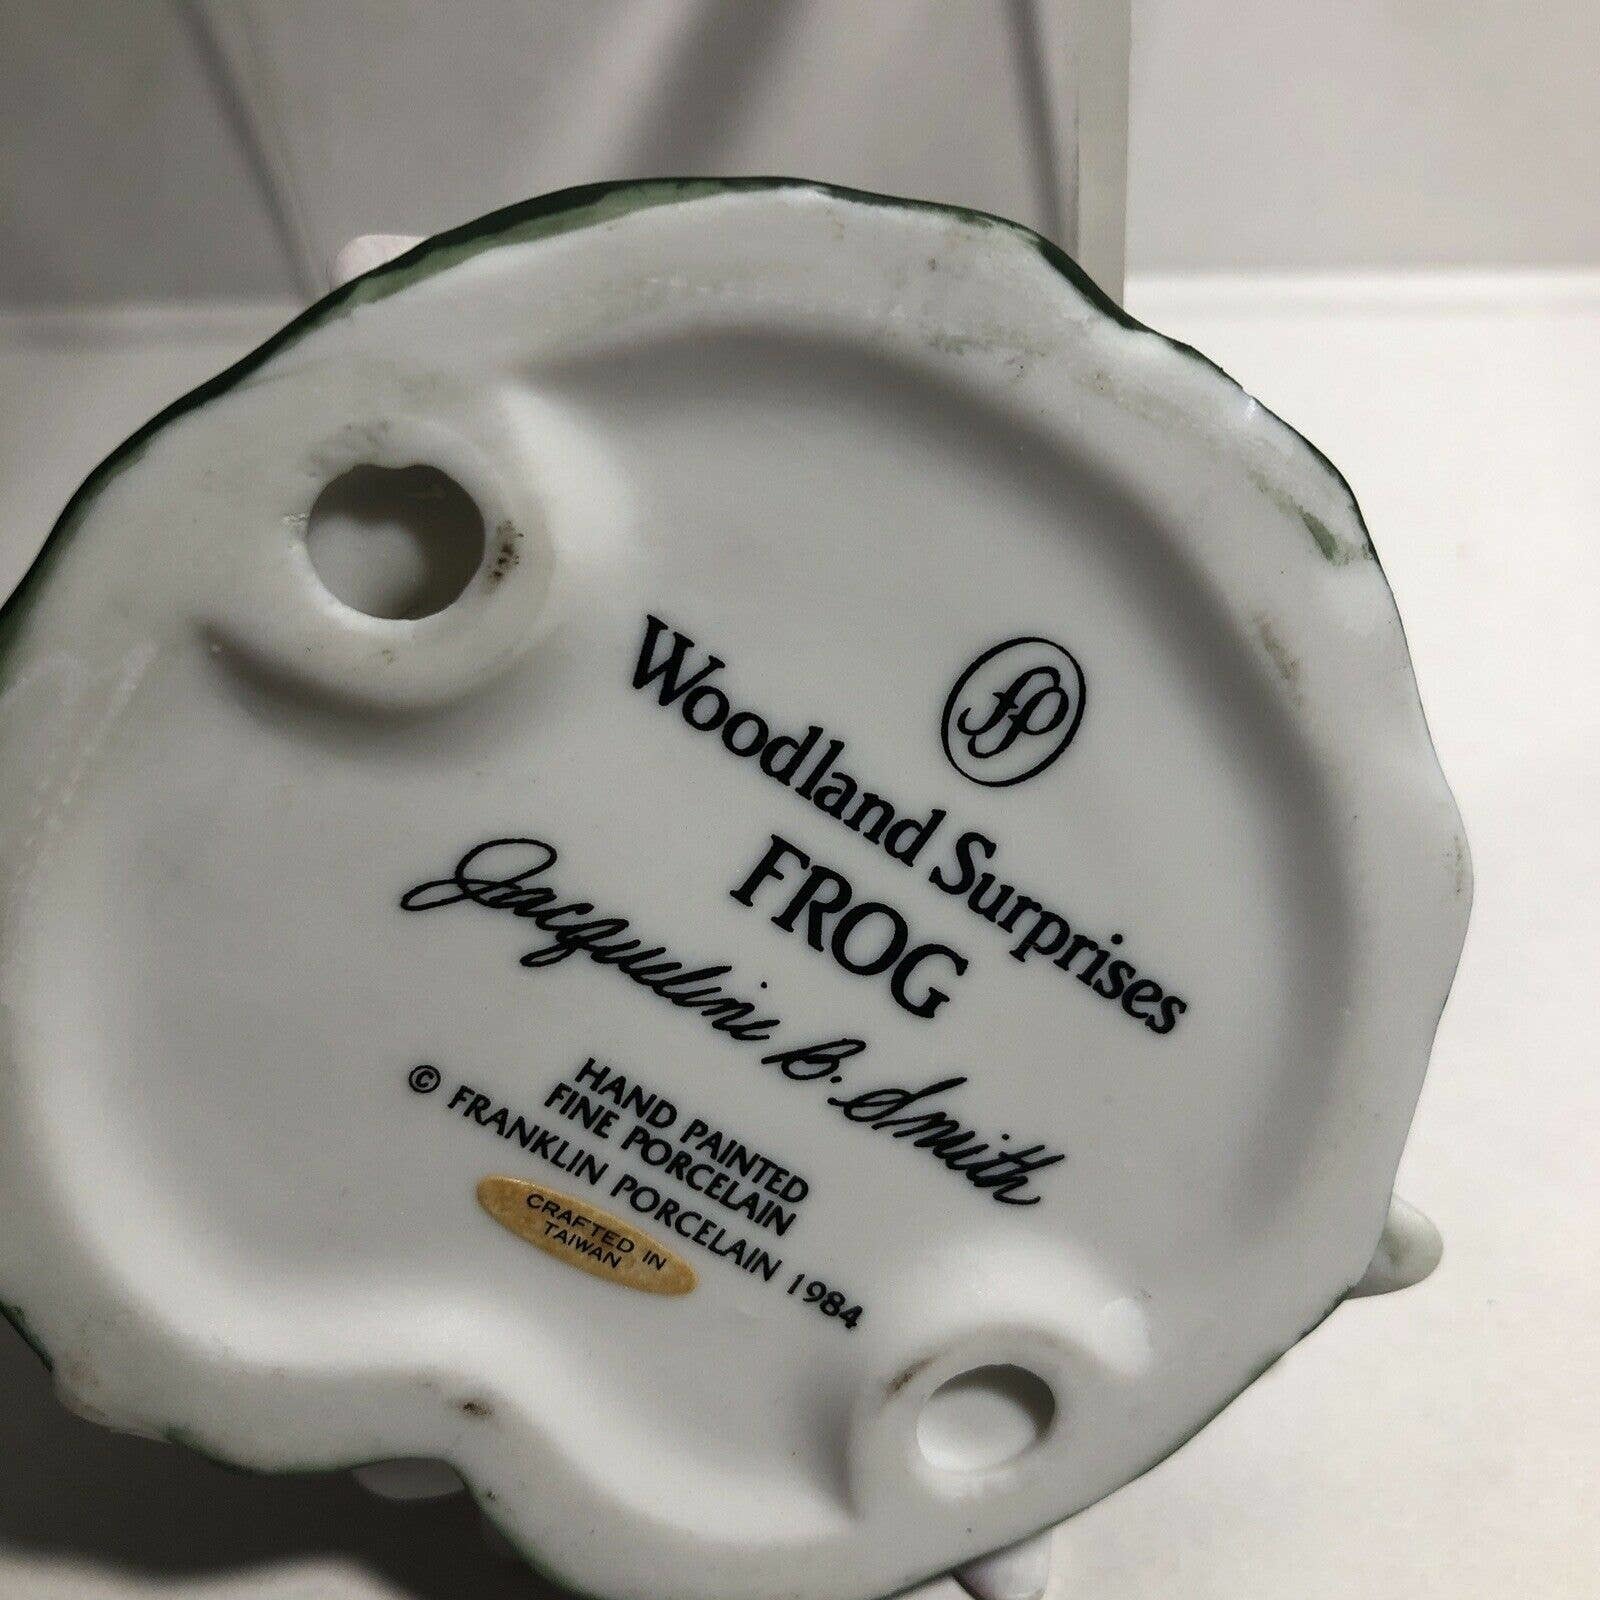 fp
Woodland Surprises
FROG
Jacqueline B. Smith
HAND PAINTED
FINE PORCELAIN
© FRANKLIN PORCELAIN 1984
CRAFTED IN
TAIWAN